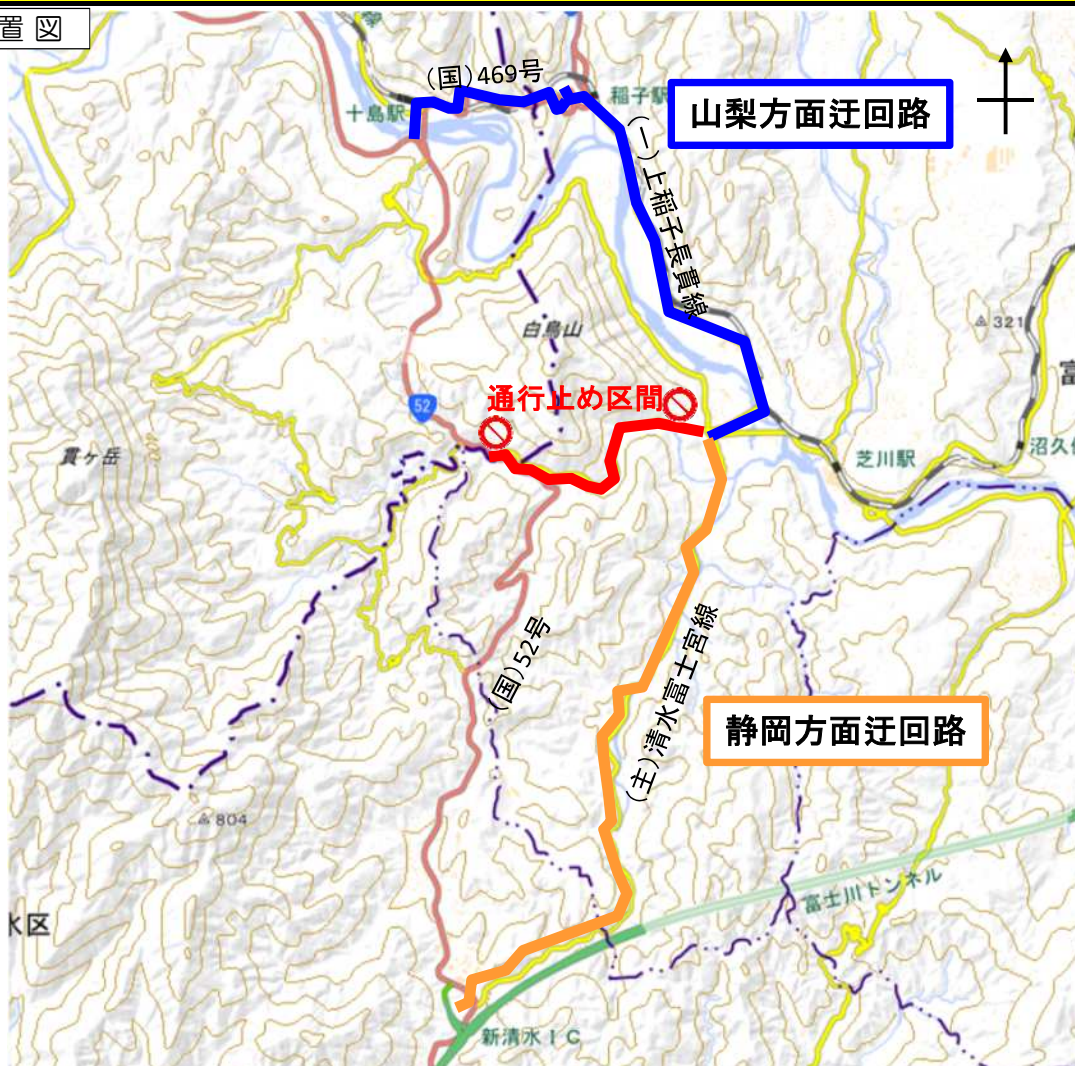 置図
(国)469号
十島駅
稲子駅
山梨方面迂回路
(一)上稲子長貫線
白鳥山
321
通行止め区間
52
貫ヶ岳
芝川駅
沼久保
富
(国)52号
(主)清水富士宮線
静岡方面迂回路
804
富士川トンネル
水区
新清水IC